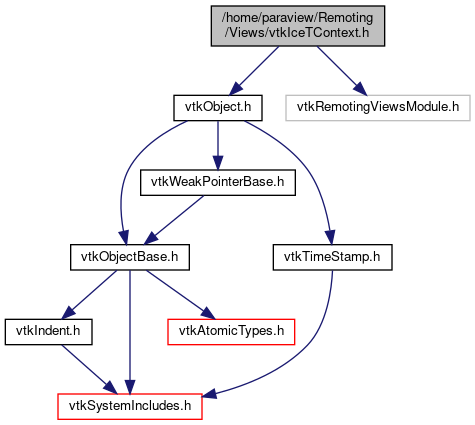 /home/paraview/Remoting
/Views/vtkIceTContext.h
vtkObject.h
vtkRemotingViewsModule.h
vtkWeakPointerBase.h
vtkObjectBase.h
vtkTimeStamp.h
vtkIndent.h
vtkAtomicTypes.h
vtkSystemIncludes.h